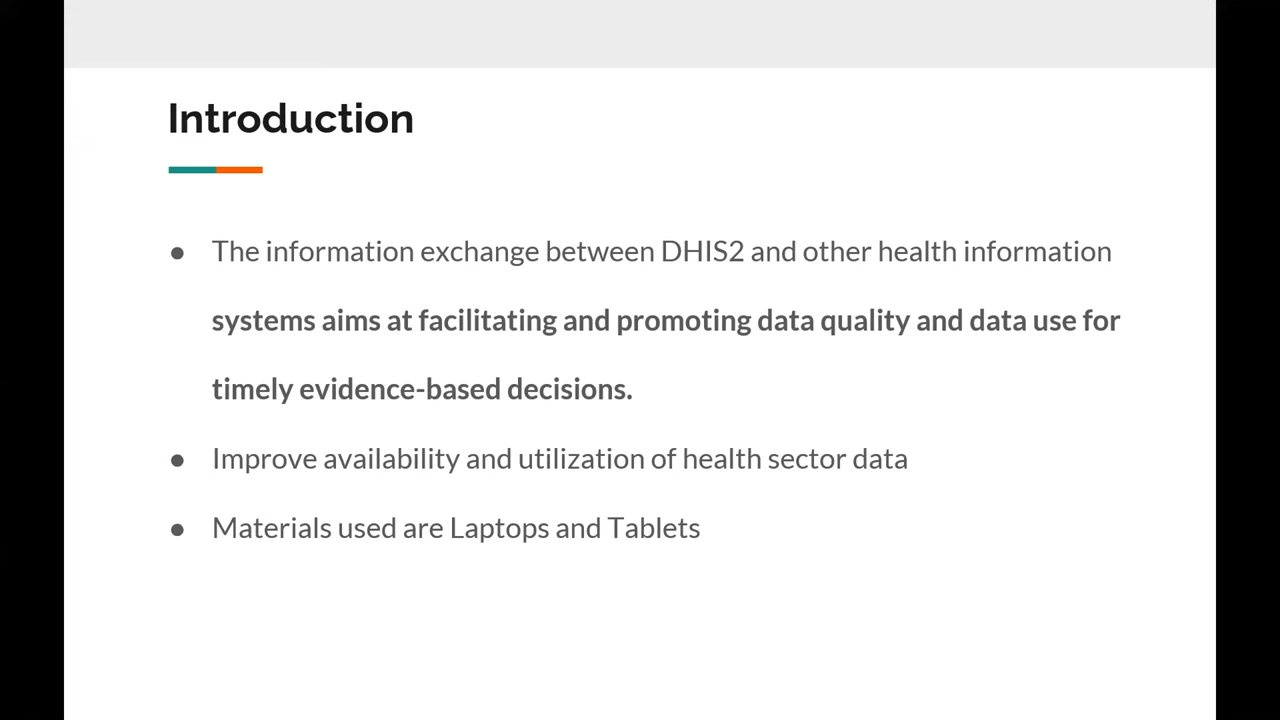 Introduction
● The information exchange between DHIS2 and other health information
systems aims at facilitating and promoting data quality and data use for
timely evidence-based decisions.
● Improve availability and utilization of health sector data
● Materials used are Laptops and Tablets